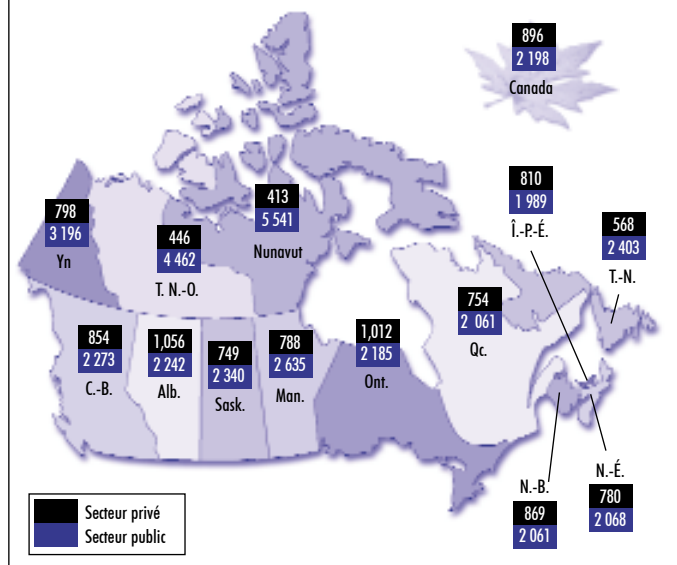 896
2 198
Canada
810
1 989
Î.-P.-É.
568
2 403
T.-N.
798
3 196
Yn
446
4 462
T. N.-O.
413
5 541
Nunavut
854
2 273
C.-B.
1,056
2 242
Alb.
749
2 340
Sask.
788
2 635
Man.
1,012
2 185
Ont.
754
2 061
Qc.
N.-B.
869
2 061
N.-É.
780
2 068
Secteur privé
Secteur public